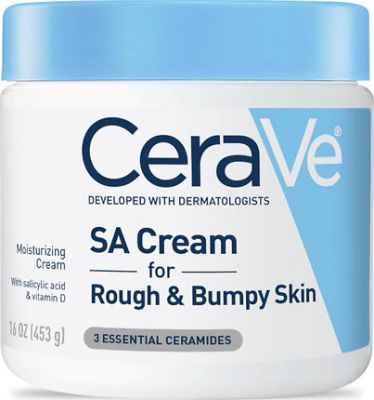 CeraVe®
DEVELOPED WITH DERMATOLOGISTS
Moisturizing
Cream
With salicylic acid
& vitamin D
16 OZ (453 g)
SA Cream
for
Rough & Bumpy Skin
3 ESSENTIAL CERAMIDES